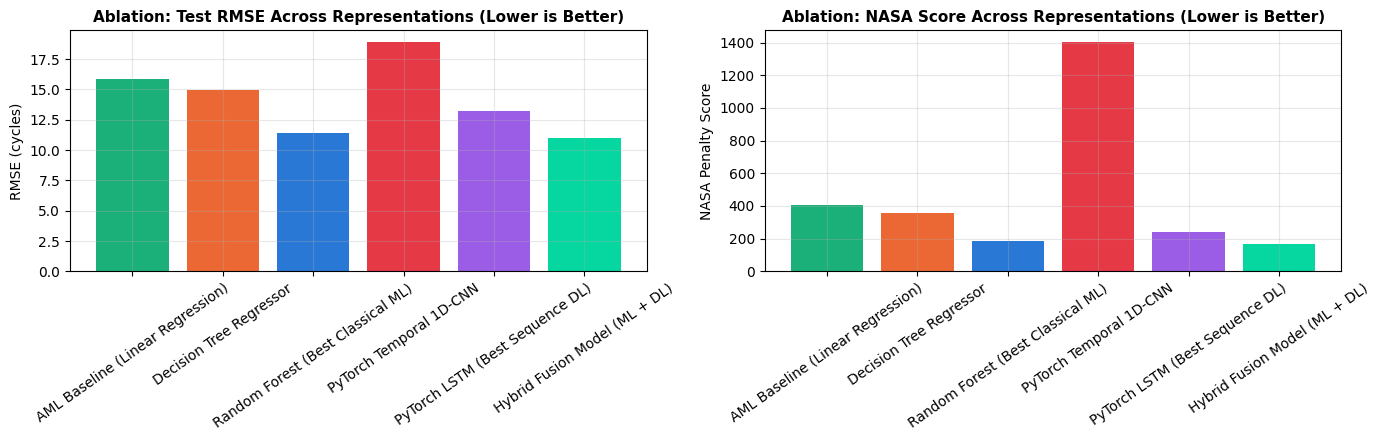 Ablation: Test RMSE Across Representations (Lower is Better)
RMSE (cycles)
17.5
15.0
12.5
10.0
7.5
5.0
2.5
0.0
AML Baseline (Linear Regression)
Decision Tree Regressor
Random Forest (Best Classical ML)
PyTorch Temporal 1D-CNN
PyTorch LSTM (Best Sequence DL)
Hybrid Fusion Model (ML + DL)
Ablation: NASA Score Across Representations (Lower is Better)
NASA Penalty Score
1400
1200
1000
800
600
400
200
0
AML Baseline (Linear Regression)
Decision Tree Regressor
Random Forest (Best Classical ML)
PyTorch Temporal 1D-CNN
PyTorch LSTM (Best Sequence DL)
Hybrid Fusion Model (ML + DL)